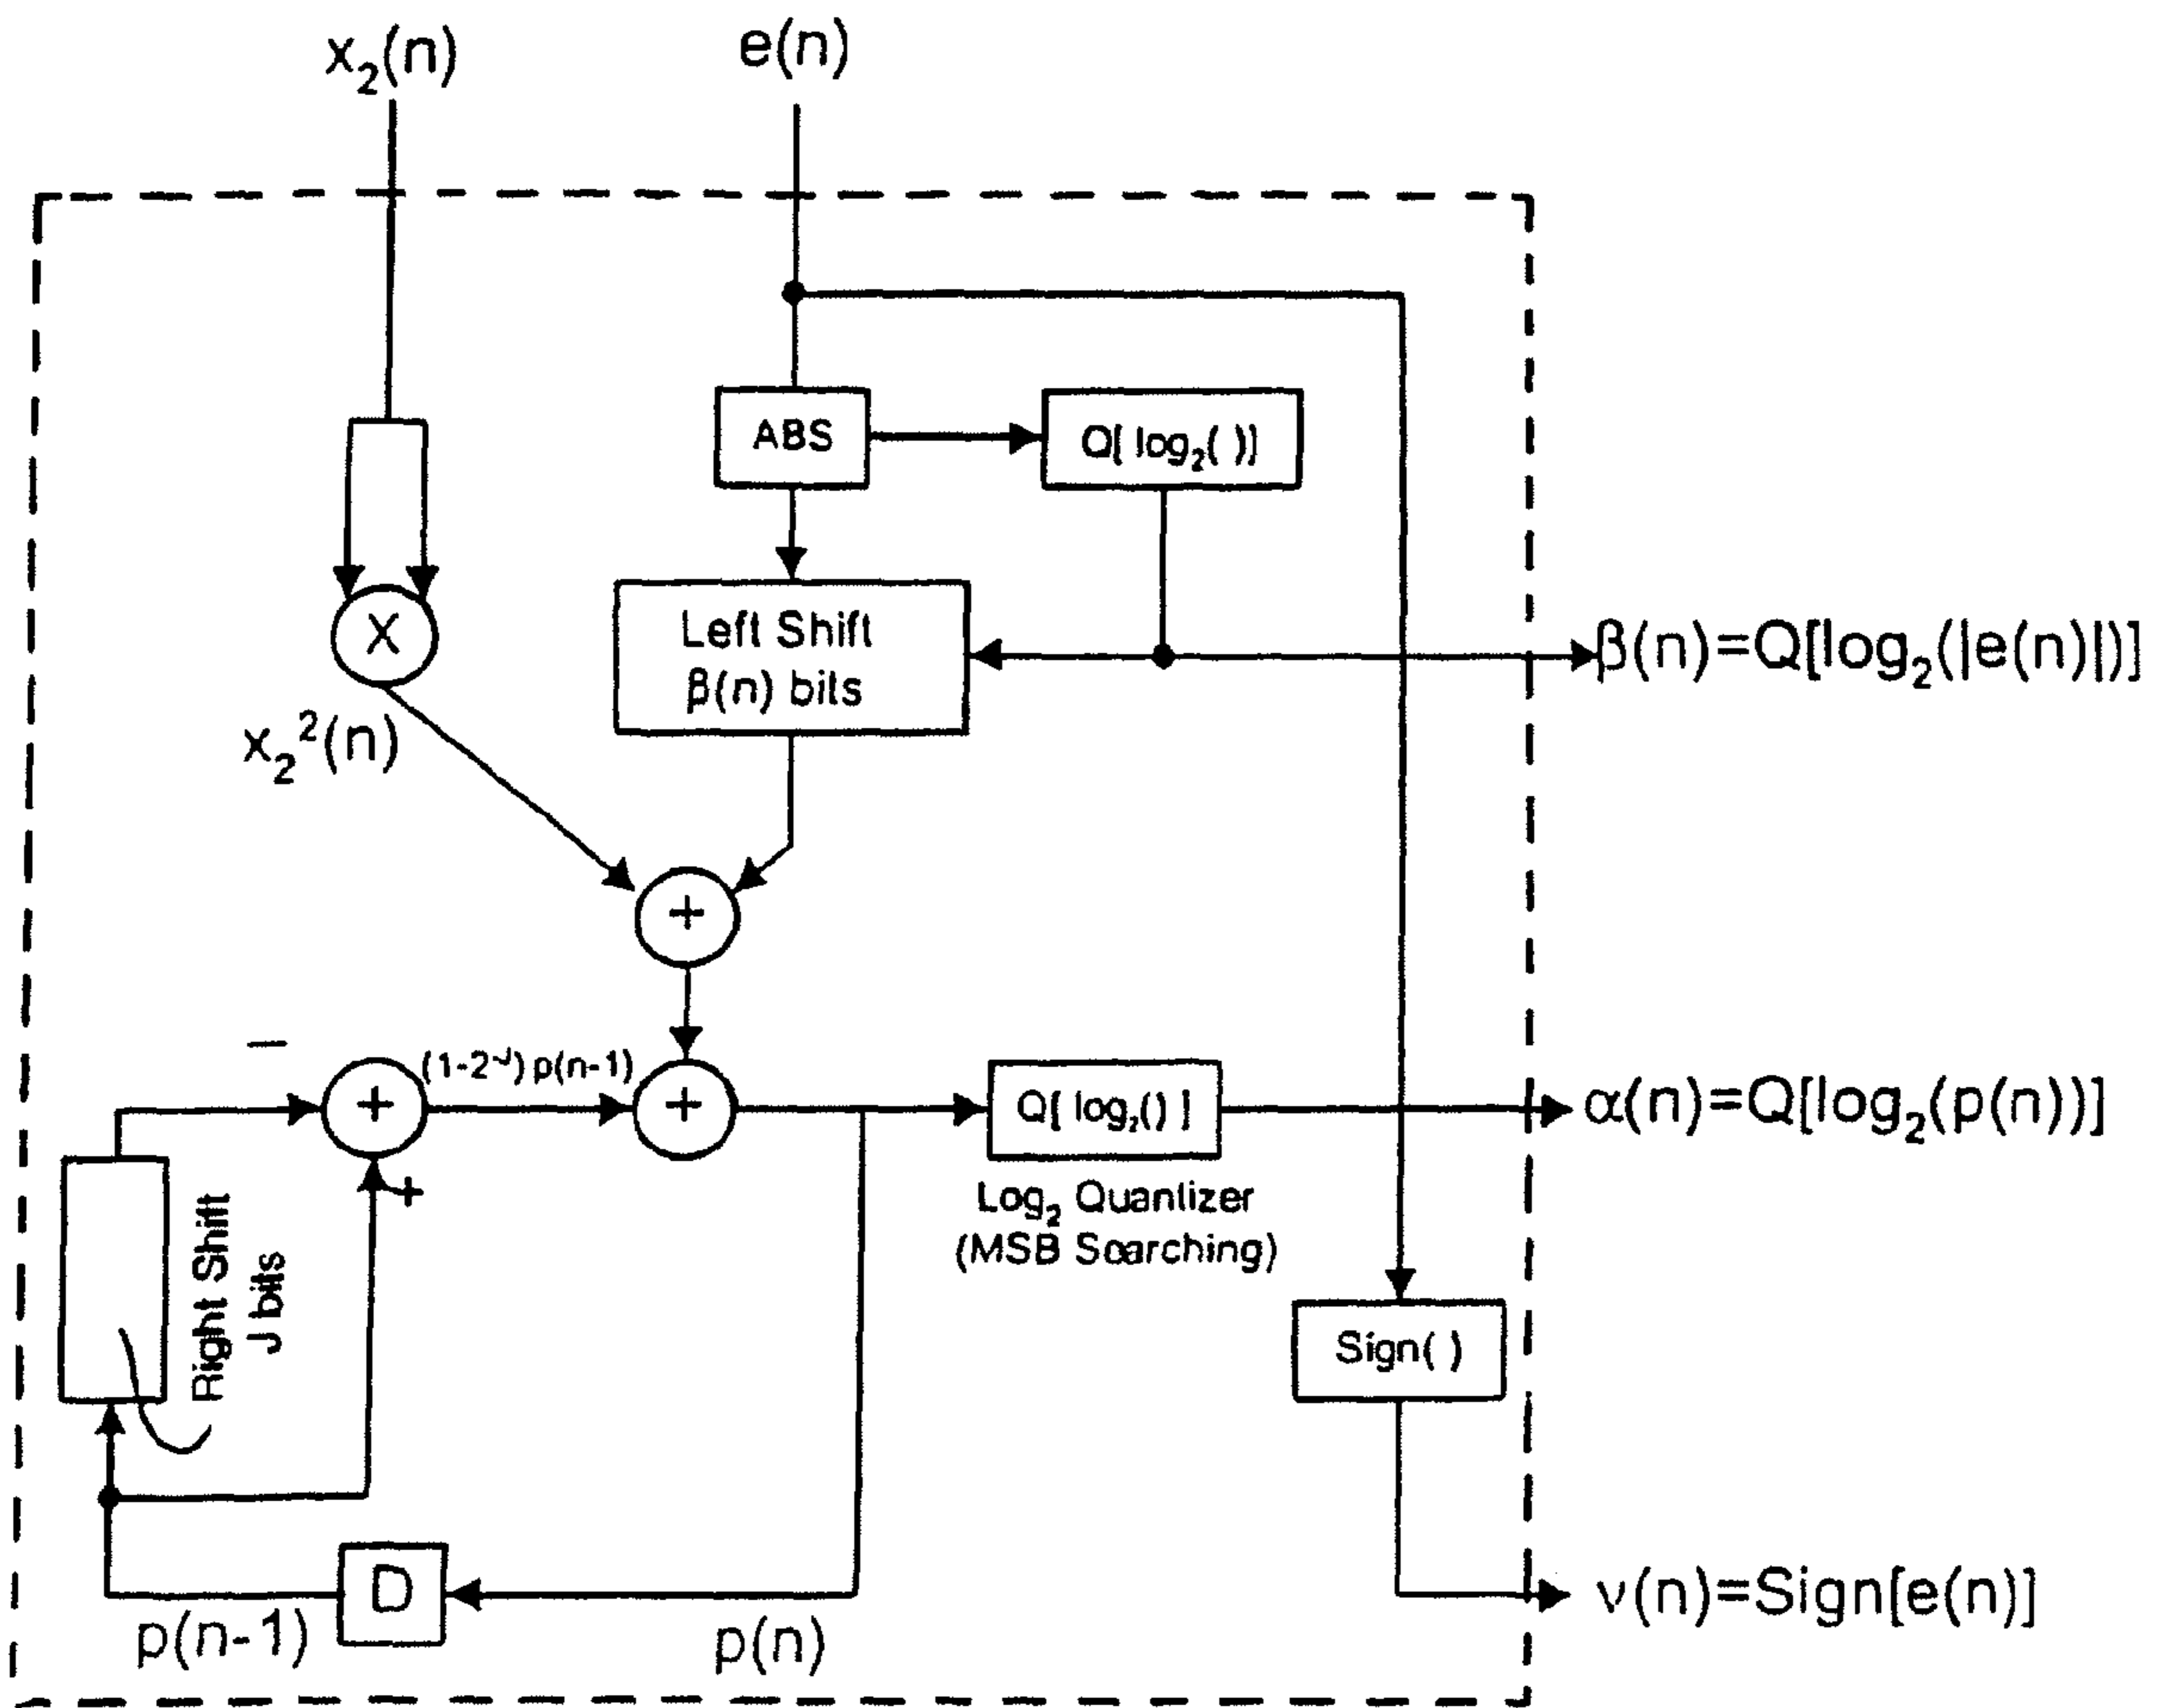 x₂(n)
e(n)
ABS
Q[ log₂( )]
X
Left Shift
β(n) bits
β(n)=Q[log₂(|e(n)|)]
x₂²(n)
+
−
+
(1-2⁻ᴶ) p(n-1)
+
Q[ log₂() ]
α(n)=Q[log₂(p(n))]
+
Log₂ Quantizer
(MSB Searching)
Right Shift
J bits
Sign( )
D
p(n-1)
p(n)
ν(n)=Sign[e(n)]